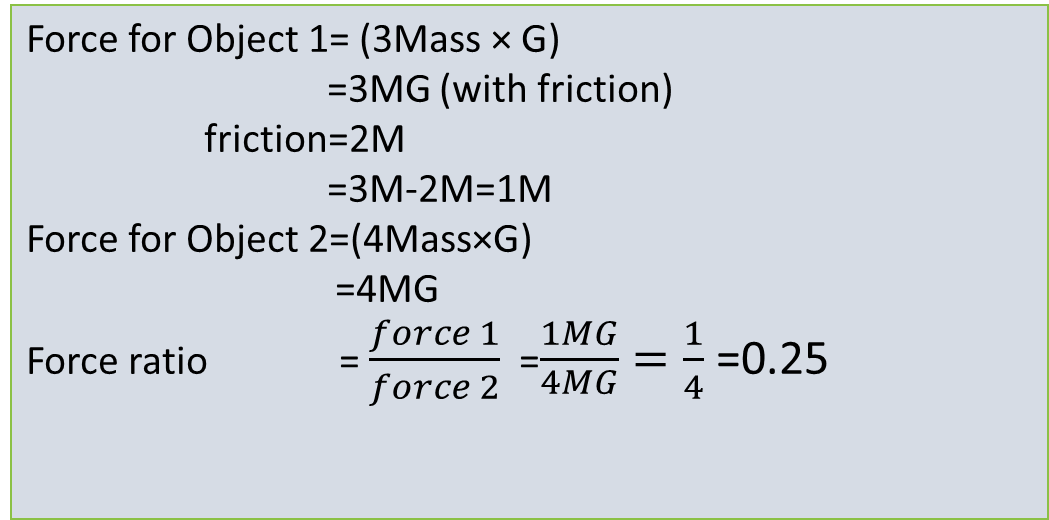 Force for Object 1= (3Mass × G)
=3MG (with friction)
friction=2M
=3M-2M=1M
Force for Object 2=(4Mass×G)
=4MG
Force ratio = force 1 / force 2 = 1MG / 4MG = 1 / 4 =0.25